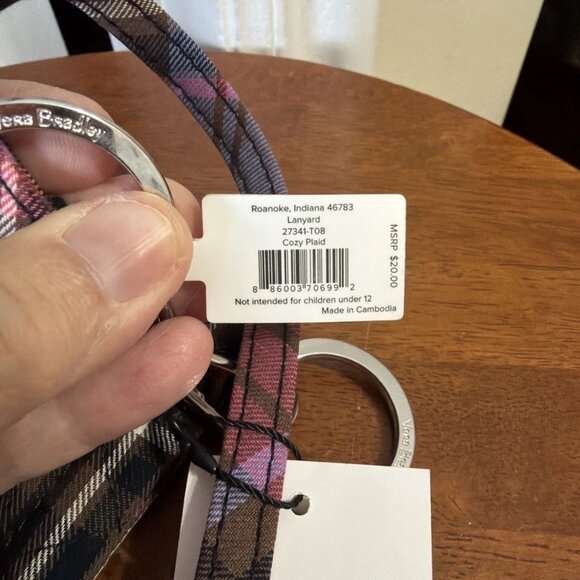 Vera Bradley
Roanoke, Indiana 46783
Lanyard
27341-T08
Cozy Plaid
8 86003 70699 2
Not intended for children under 12
Made in Cambodia
MSRP $20.00
Vera